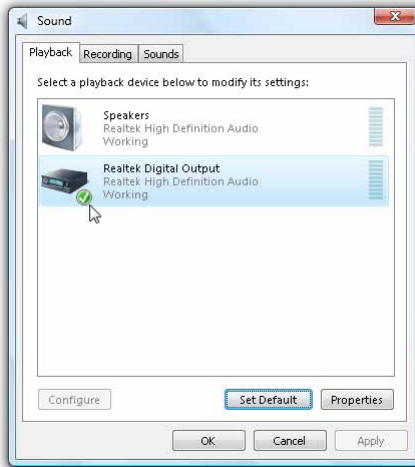 Sound
Playback Recording Sounds
Select a playback device below to modify its settings:
Speakers
Realtek High Definition Audio
Working
Realtek Digital Output
Realtek High Definition Audio
Working
Configure Set Default Properties
OK Cancel Apply